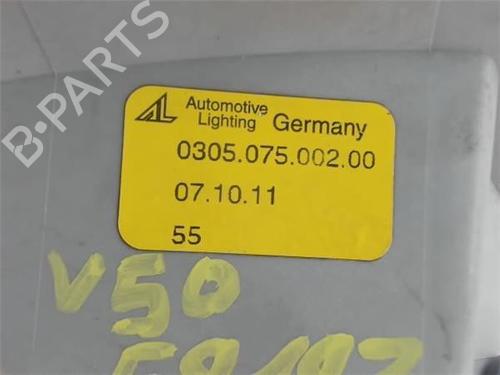 B-PARTS
Automotive
Lighting Germany
0305.075.002.00
07.10.11
55
V50